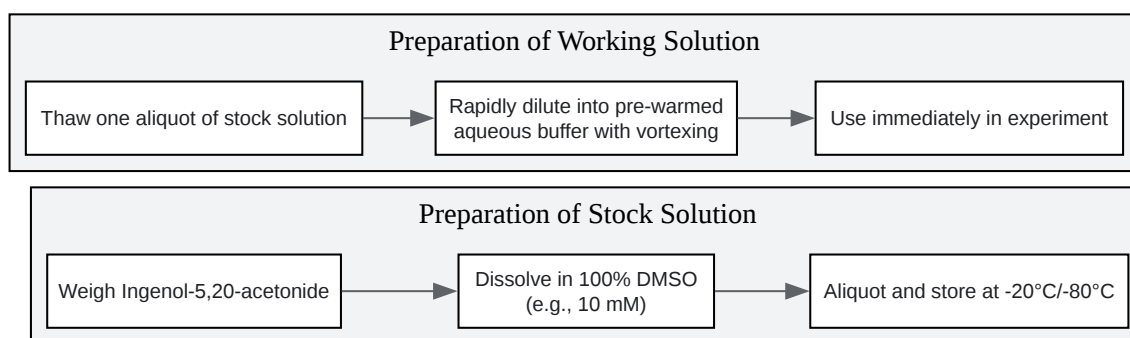 Preparation of Working Solution
Thaw one aliquot of stock solution
Rapidly dilute into pre-warmed
aqueous buffer with vortexing
Use immediately in experiment
Preparation of Stock Solution
Weigh Ingenol-5,20-acetonide
Dissolve in 100% DMSO
(e.g., 10 mM)
Aliquot and store at -20°C/-80°C